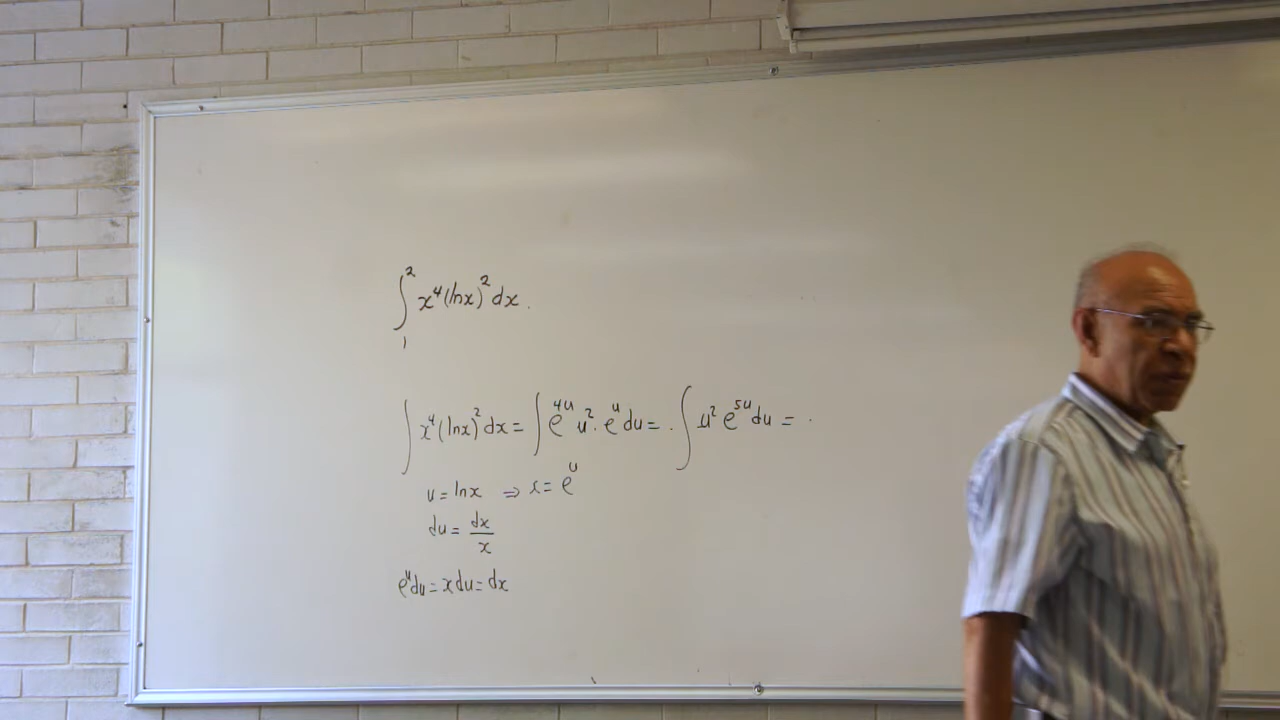 ∫₁² x⁴(lnx)² dx.
∫ x⁴(lnx)² dx = ∫ e⁴ᵘ u². eᵘ du = . ∫ u² e⁵ᵘ du =
u = lnx ⇒ x = eᵘ
du = dx/x
eᵘdu = xdu = dx